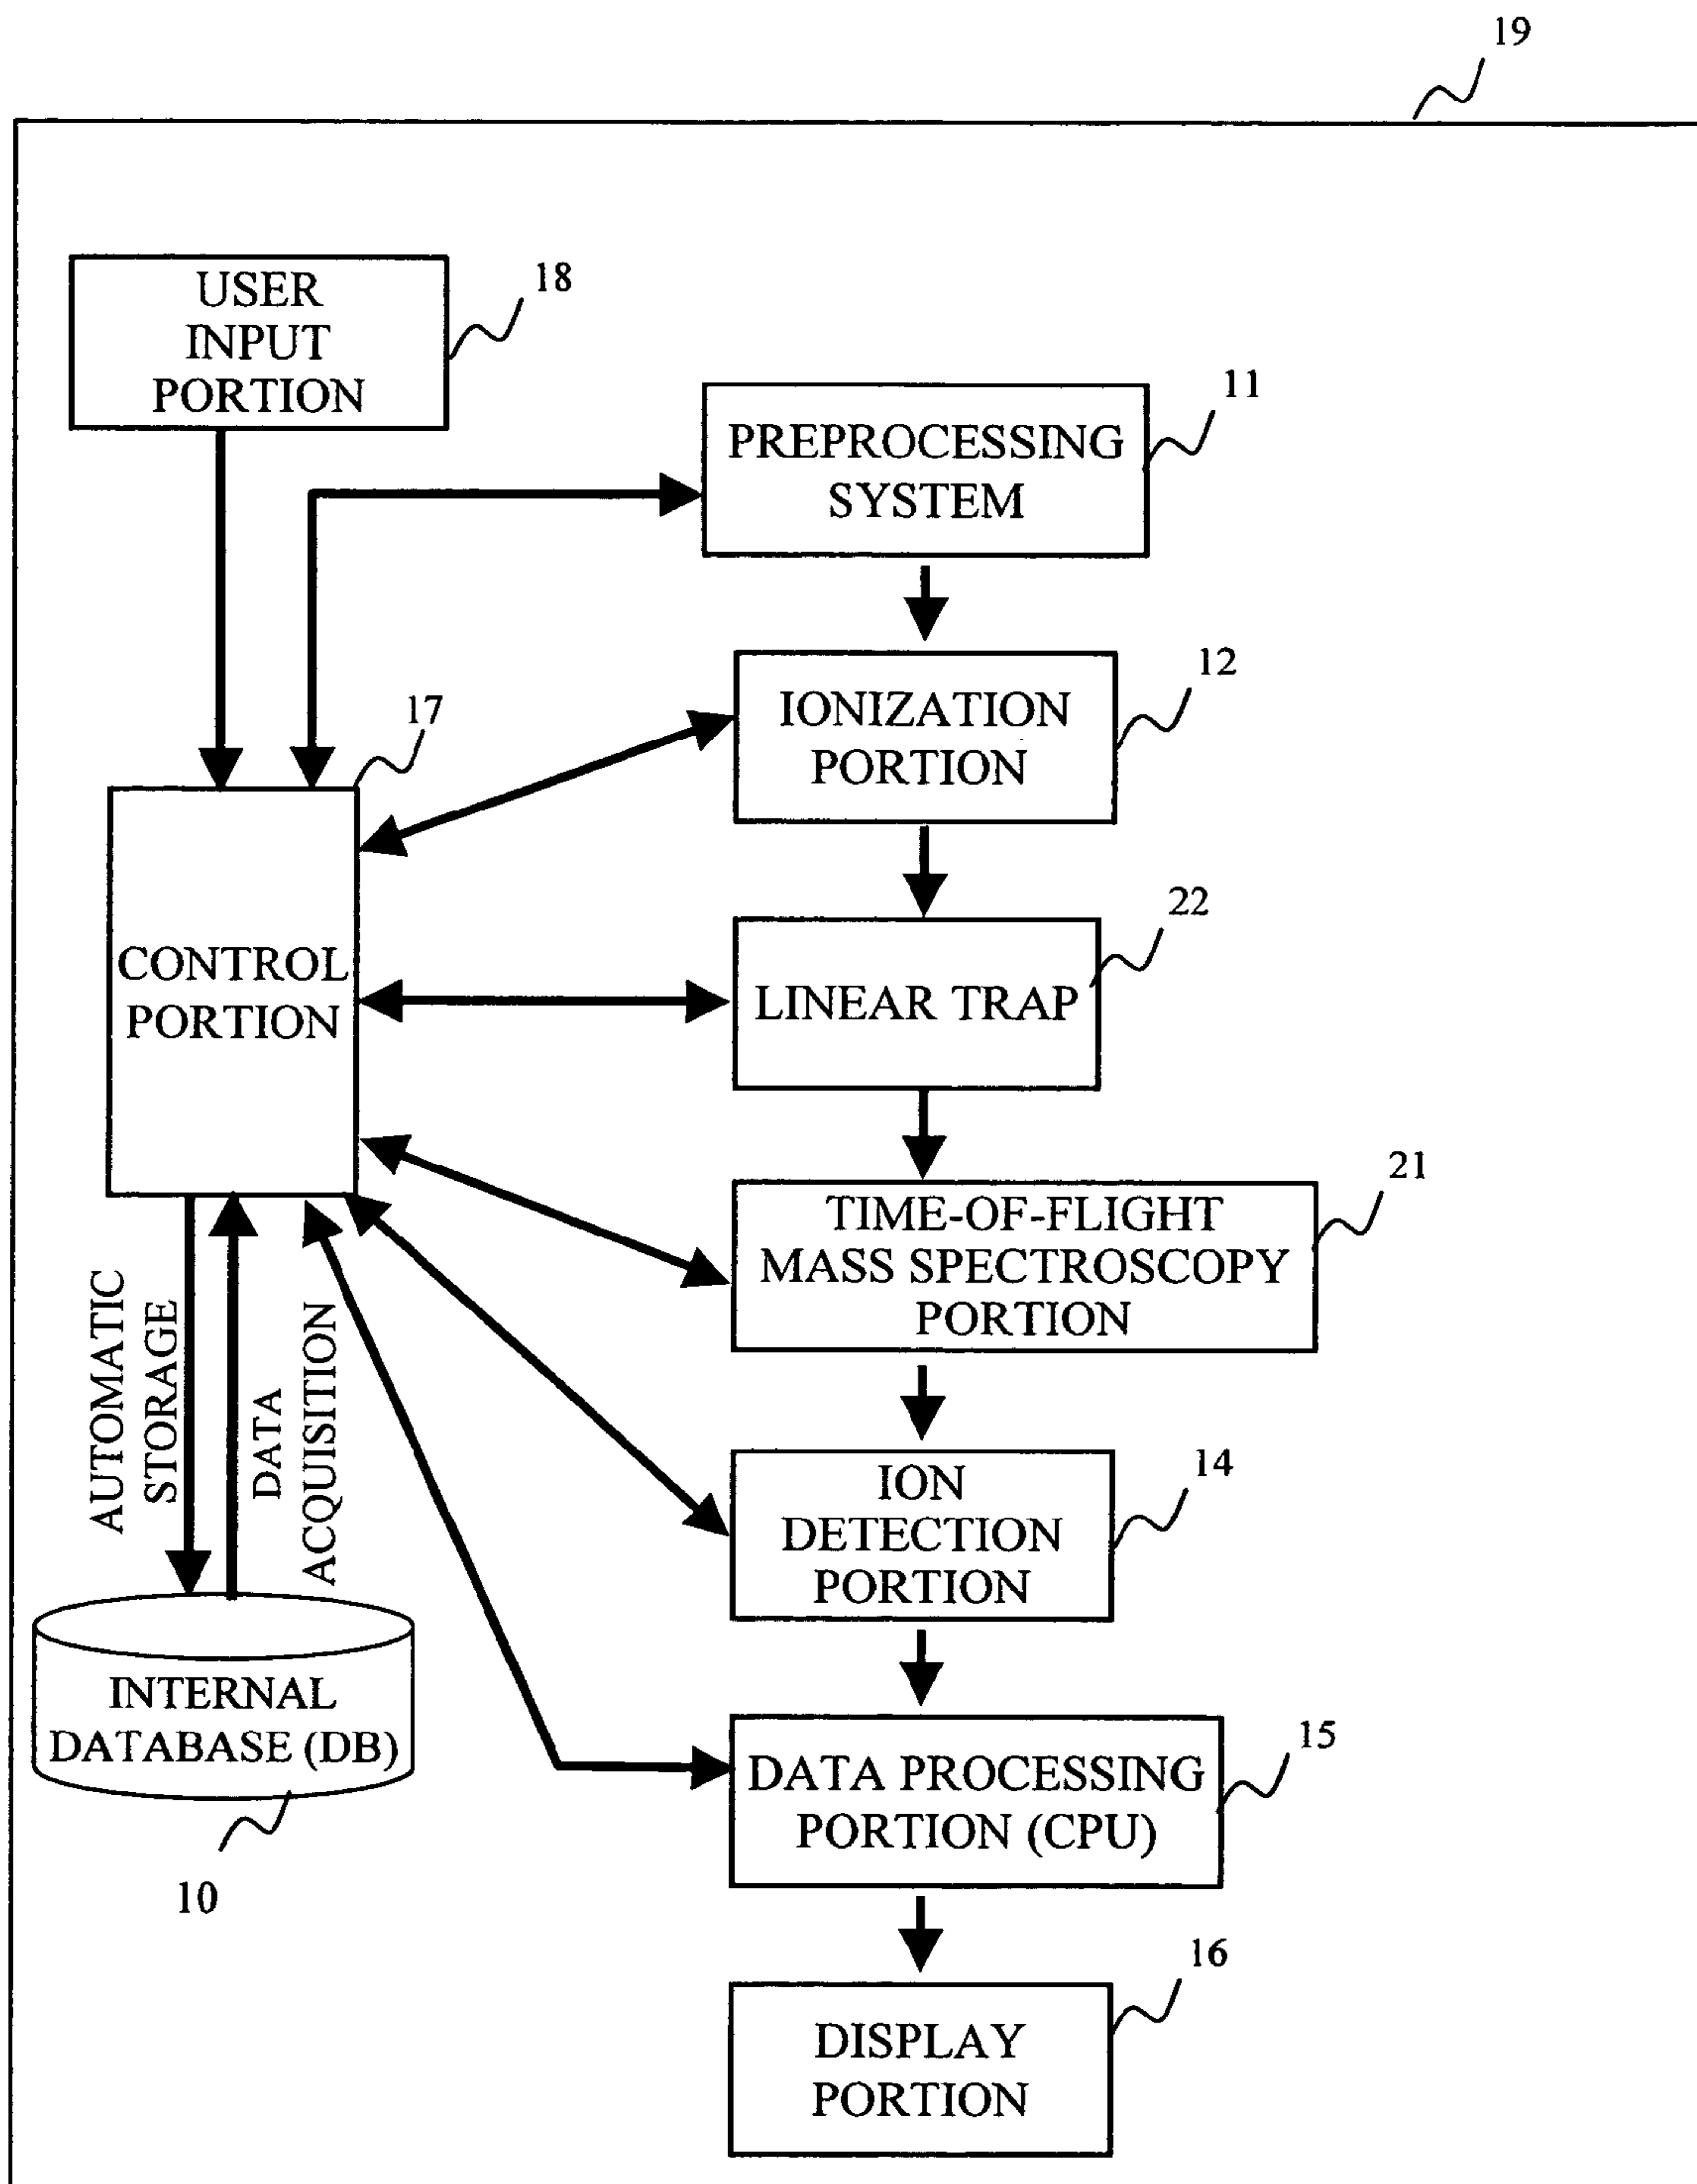 19
USER
INPUT
PORTION
18
PREPROCESSING
SYSTEM
11
IONIZATION
PORTION
12
17
CONTROL
PORTION
LINEAR TRAP
22
TIME-OF-FLIGHT
MASS SPECTROSCOPY
PORTION
21
AUTOMATIC
STORAGE
DATA
ACQUISITION
ION
DETECTION
PORTION
14
INTERNAL
DATABASE (DB)
10
DATA PROCESSING
PORTION (CPU)
15
DISPLAY
PORTION
16